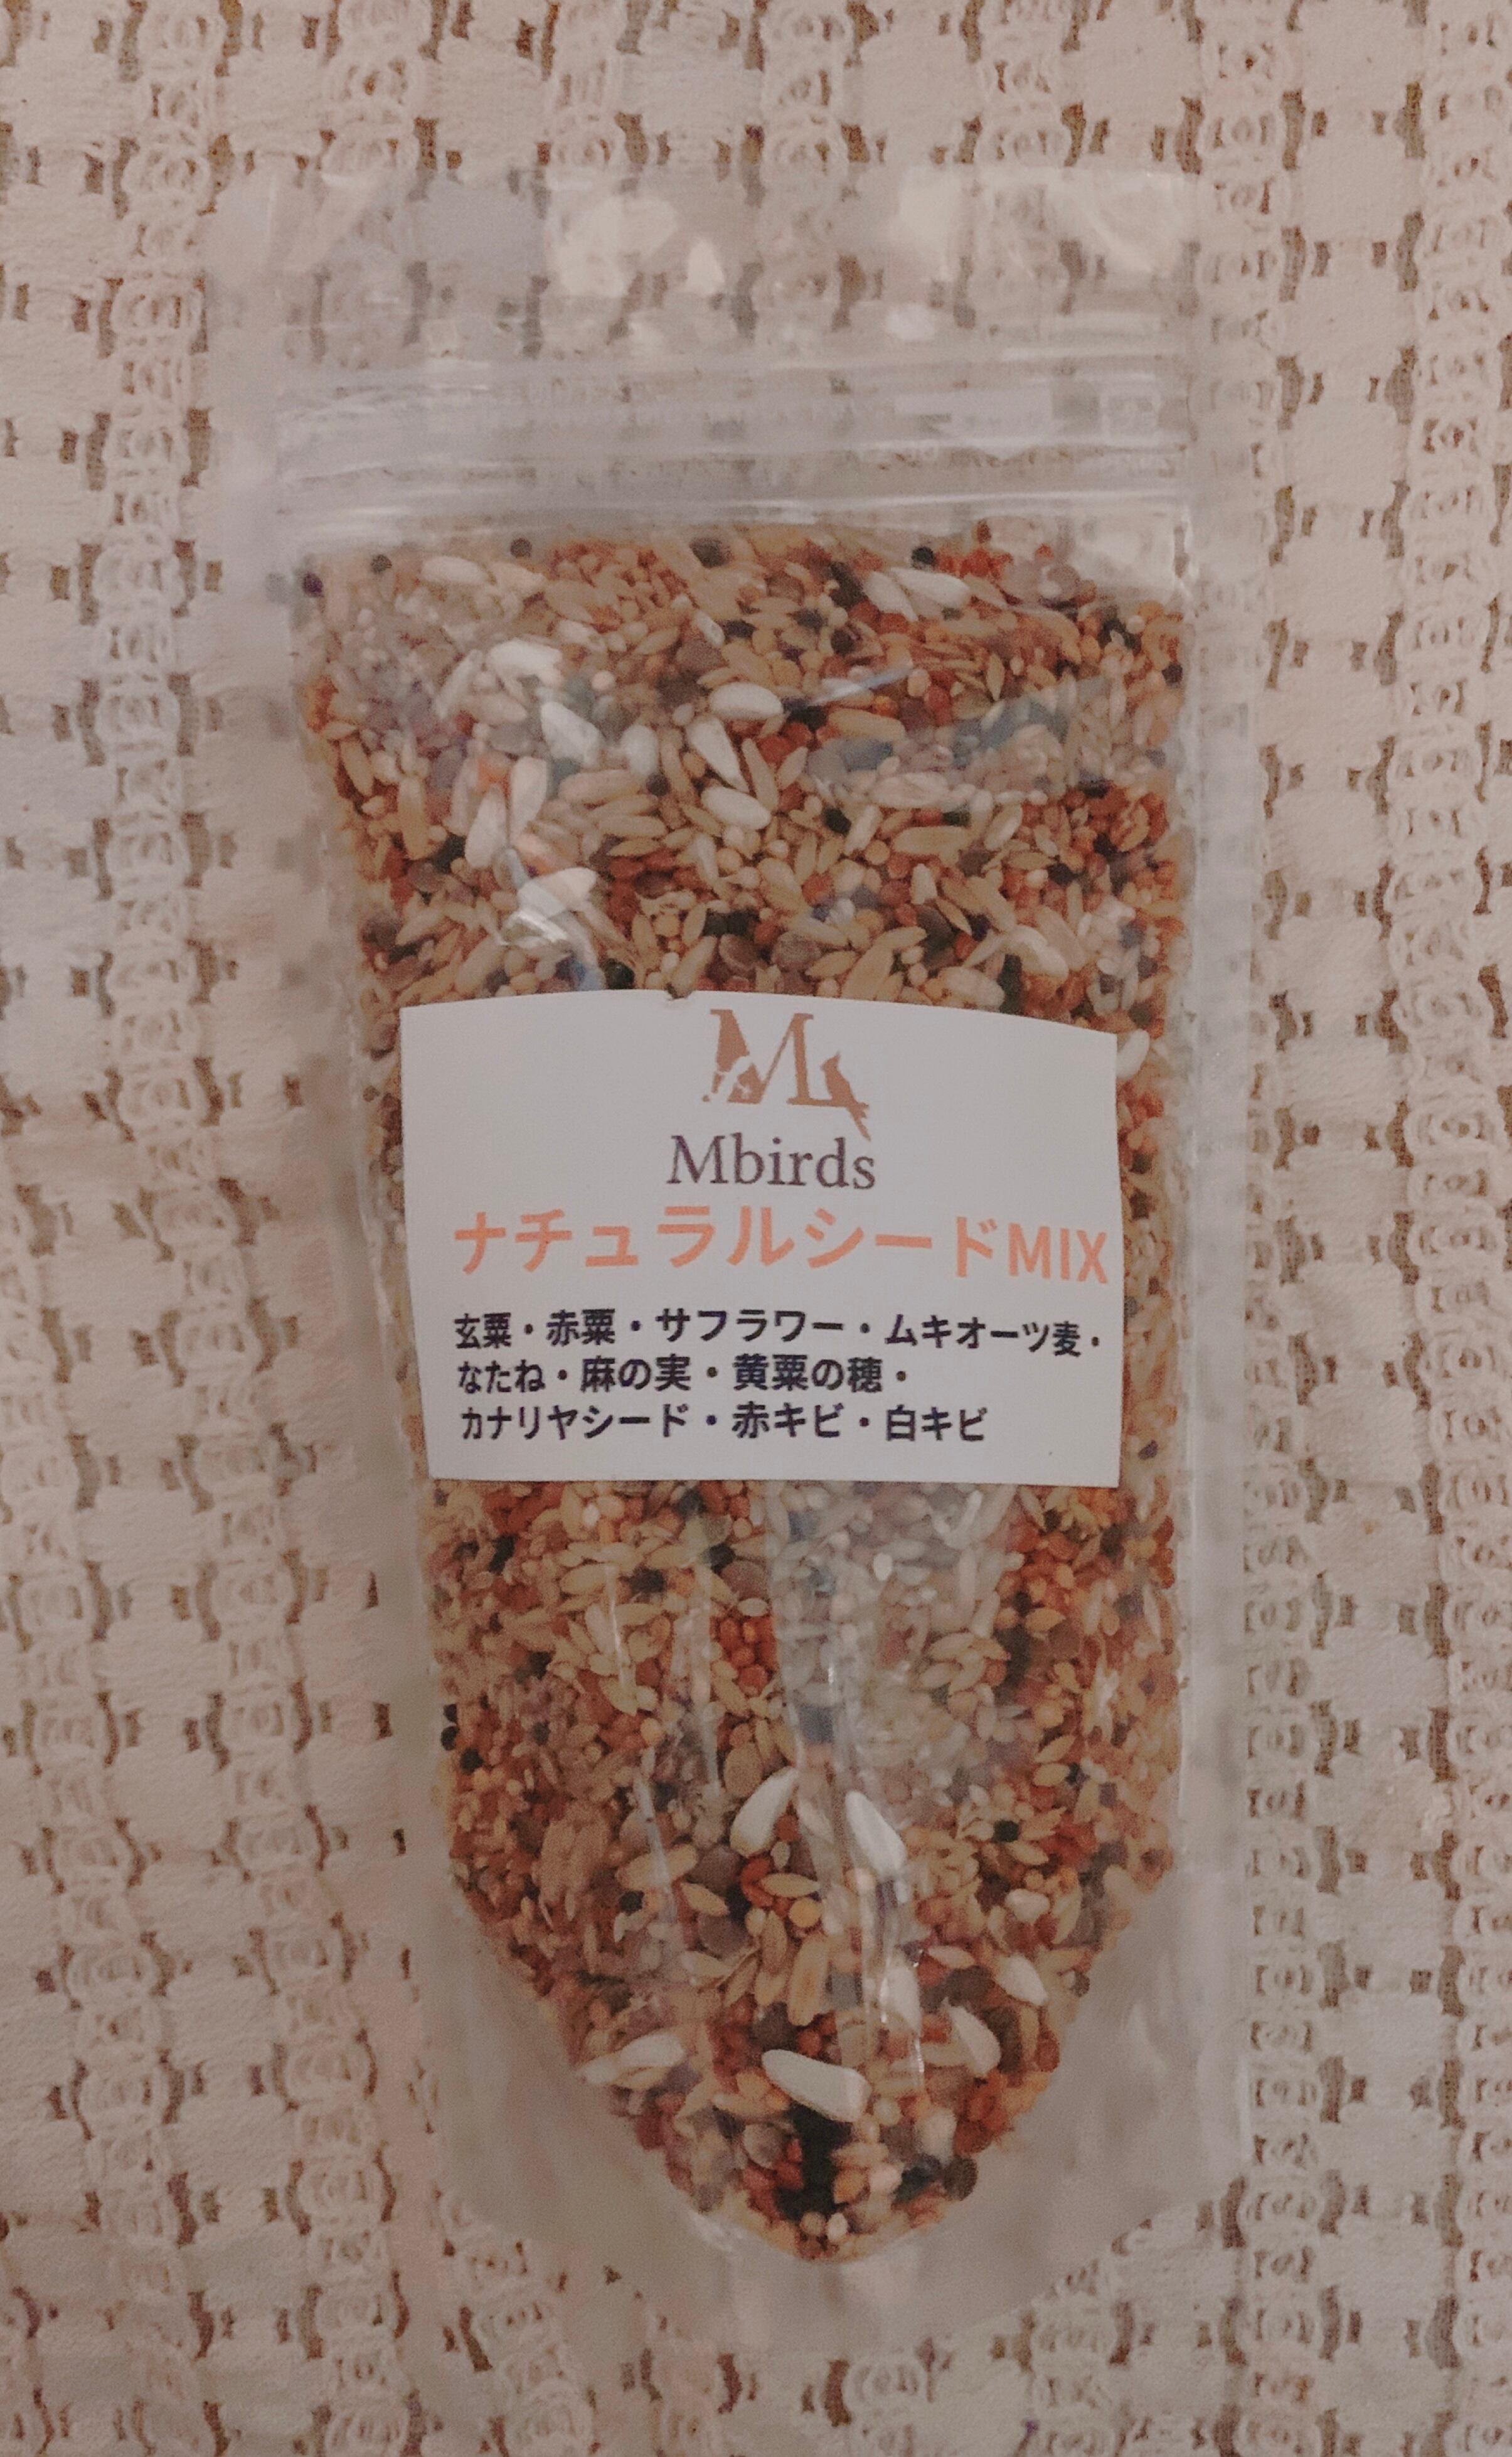 M
Mbirds
ナチュラルシードMIX
玄粟・赤粟・サフラワー・ムキオーツ麦・
なたね・麻の実・黄粟の穂・
カナリヤシード・赤キビ・白キビ